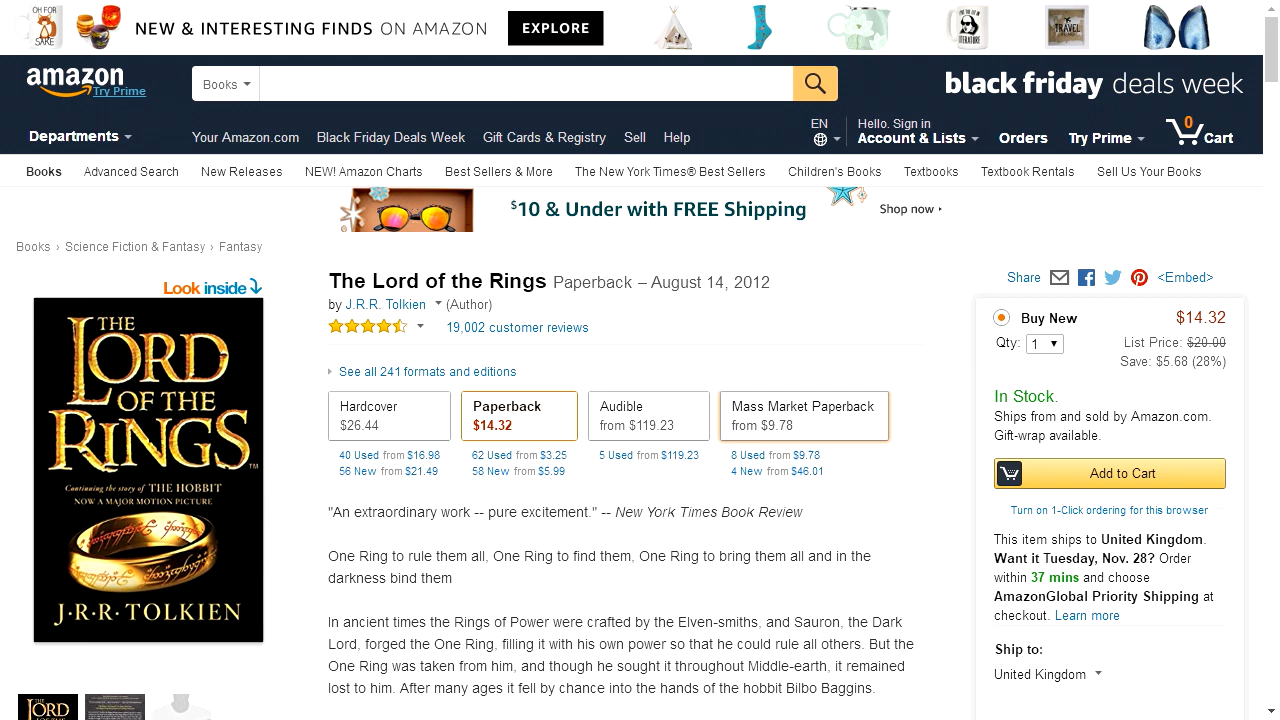 OH FOR
SAKE
NEW & INTERESTING FINDS ON AMAZON
EXPLORE
LITERATURE
TRAVEL
amazon
Try Prime
Books
black friday deals week
Departments
Your Amazon.com
Black Friday Deals Week
Gift Cards & Registry
Sell
Help
EN
Hello. Sign in
Account & Lists
Orders
Try Prime
0
Cart
Books
Advanced Search
New Releases
NEW! Amazon Charts
Best Sellers & More
The New York Times® Best Sellers
Children's Books
Textbooks
Textbook Rentals
Sell Us Your Books
$10 & Under with FREE Shipping
Shop now
Books › Science Fiction & Fantasy › Fantasy
Look inside
THE
LORD
OF THE
RINGS™
Continuing the story of THE HOBBIT
NOW A MAJOR MOTION PICTURE
J·R·R·TOLKIEN
The Lord of the Rings Paperback – August 14, 2012
by J.R.R. Tolkien (Author)
19,002 customer reviews
See all 241 formats and editions
Hardcover
$26.44
40 Used from $16.98
56 New from $21.49
Paperback
$14.32
62 Used from $3.25
58 New from $5.99
Audible
from $119.23
5 Used from $119.23
Mass Market Paperback
from $9.78
8 Used from $9.78
4 New from $46.01
"An extraordinary work -- pure excitement." -- New York Times Book Review
One Ring to rule them all, One Ring to find them, One Ring to bring them all and in the
darkness bind them
In ancient times the Rings of Power were crafted by the Elven-smiths, and Sauron, the Dark
Lord, forged the One Ring, filling it with his own power so that he could rule all others. But the
One Ring was taken from him, and though he sought it throughout Middle-earth, it remained
lost to him. After many ages it fell chance into the hands of the hobbit Baggins.
Share
<Embed>
Buy New
$14.32
Qty: 1
List Price: $20.00
Save: $5.68 (28%)
In Stock.
Ships from and sold by Amazon.com.
Gift-wrap available.
Add to Cart
Turn on 1-Click ordering for this browser
This item ships to United Kingdom.
Want it Tuesday, Nov. 28? Order
within 37 mins and choose
AmazonGlobal Priority Shipping at
checkout. Learn more
Ship to:
United Kingdom
THE
LORD